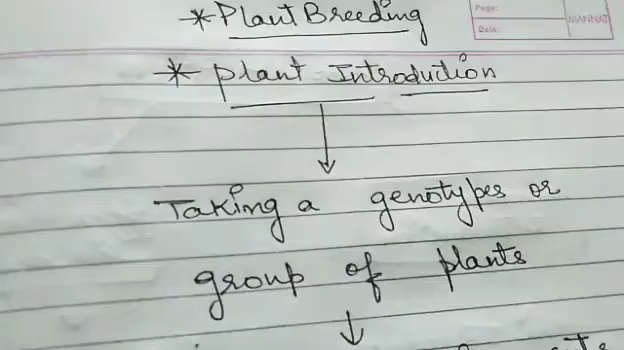 Page:
Date:
MANNAT
*Plant Breeding
* Plant Introduction
Taking a genotypes or
group of plants